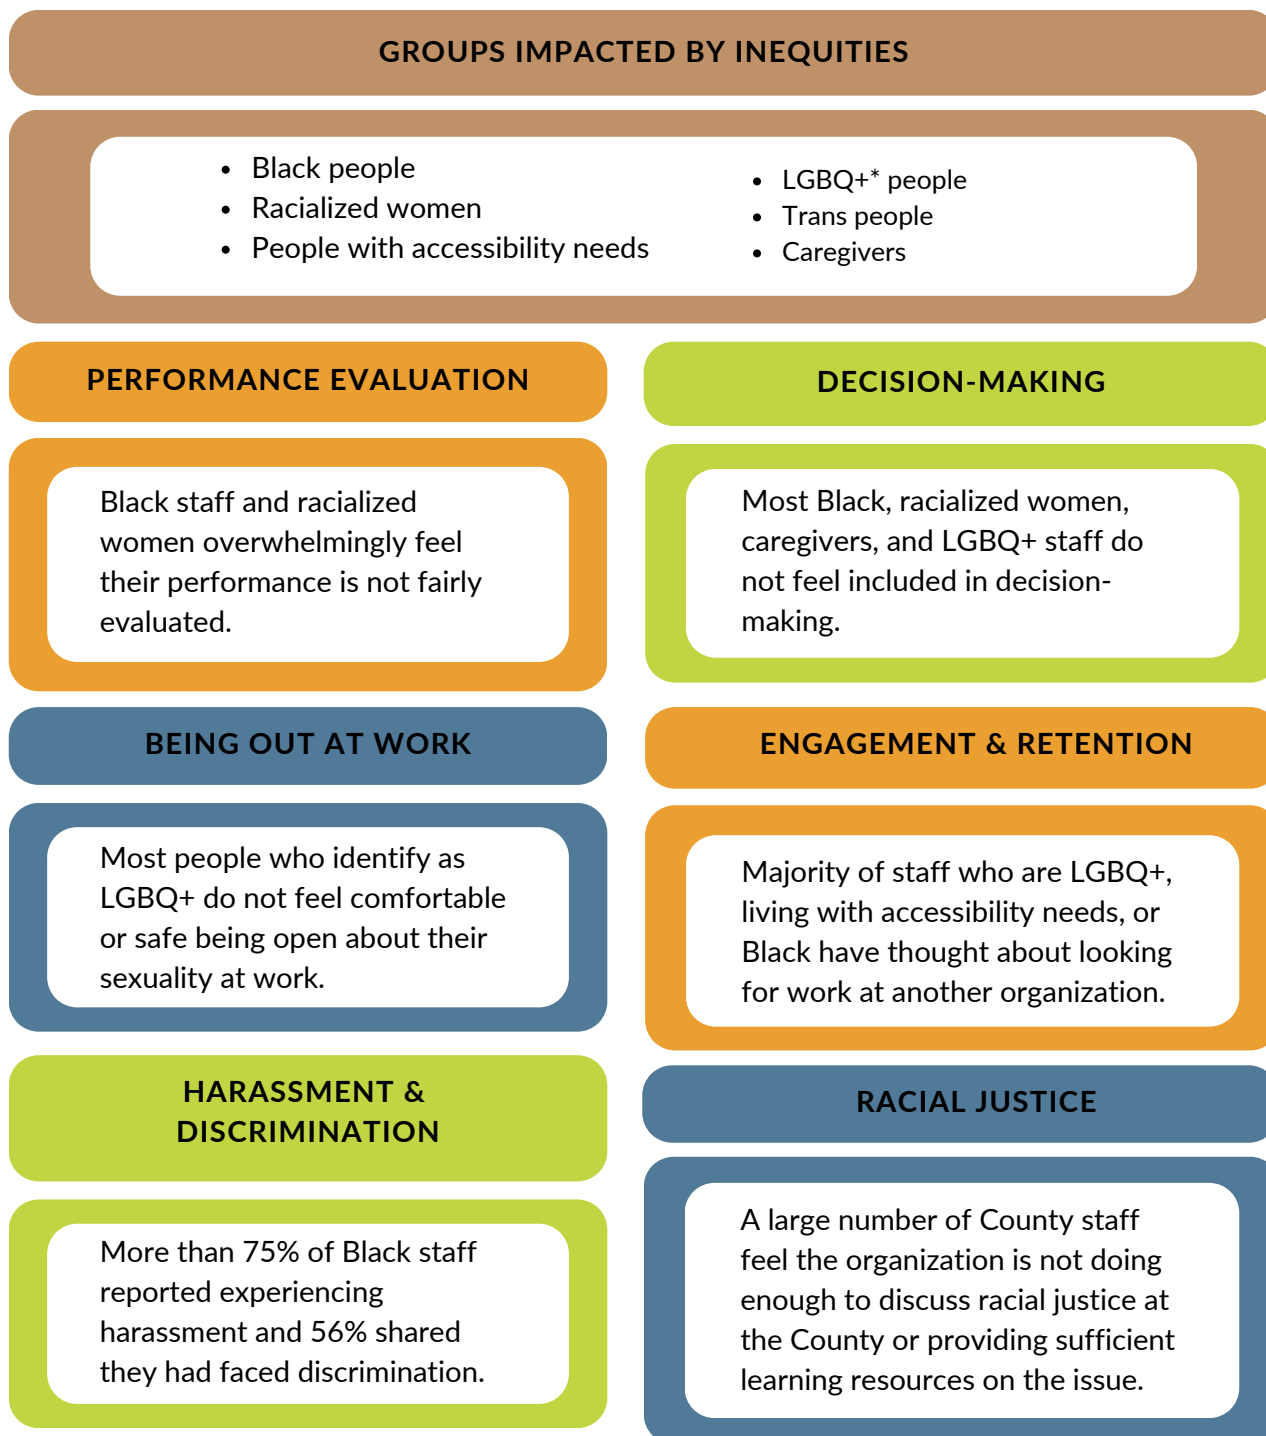 GROUPS IMPACTED BY INEQUITIES
• Black people
• Racialized women
• People with accessibility needs
• LGBQ+* people
• Trans people
• Caregivers
PERFORMANCE EVALUATION
Black staff and racialized
women overwhelmingly feel
their performance is not fairly
evaluated.
DECISION-MAKING
Most Black, racialized women,
caregivers, and LGBQ+ staff do
not feel included in decision-
making.
BEING OUT AT WORK
Most people who identify as
LGBQ+ do not feel comfortable
or safe being open about their
sexuality at work.
ENGAGEMENT & RETENTION
Majority of staff who are LGBQ+,
living with accessibility needs, or
Black have thought about looking
for work at another organization.
HARASSMENT &
DISCRIMINATION
More than 75% of Black staff
reported experiencing
harassment and 56% shared
they had faced discrimination.
RACIAL JUSTICE
A large number of County staff
feel the organization is not doing
enough to discuss racial justice at
the County or providing sufficient
learning resources on the issue.